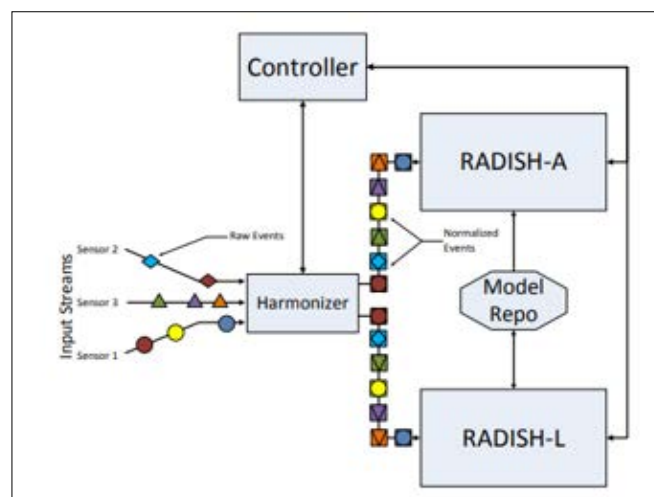 Controller
RADISH-A
Sensor 2
Raw Events
Normalized
Events
Input Streams
Sensor 3
Harmonizer
Model
Repo
Sensor 1
RADISH-L